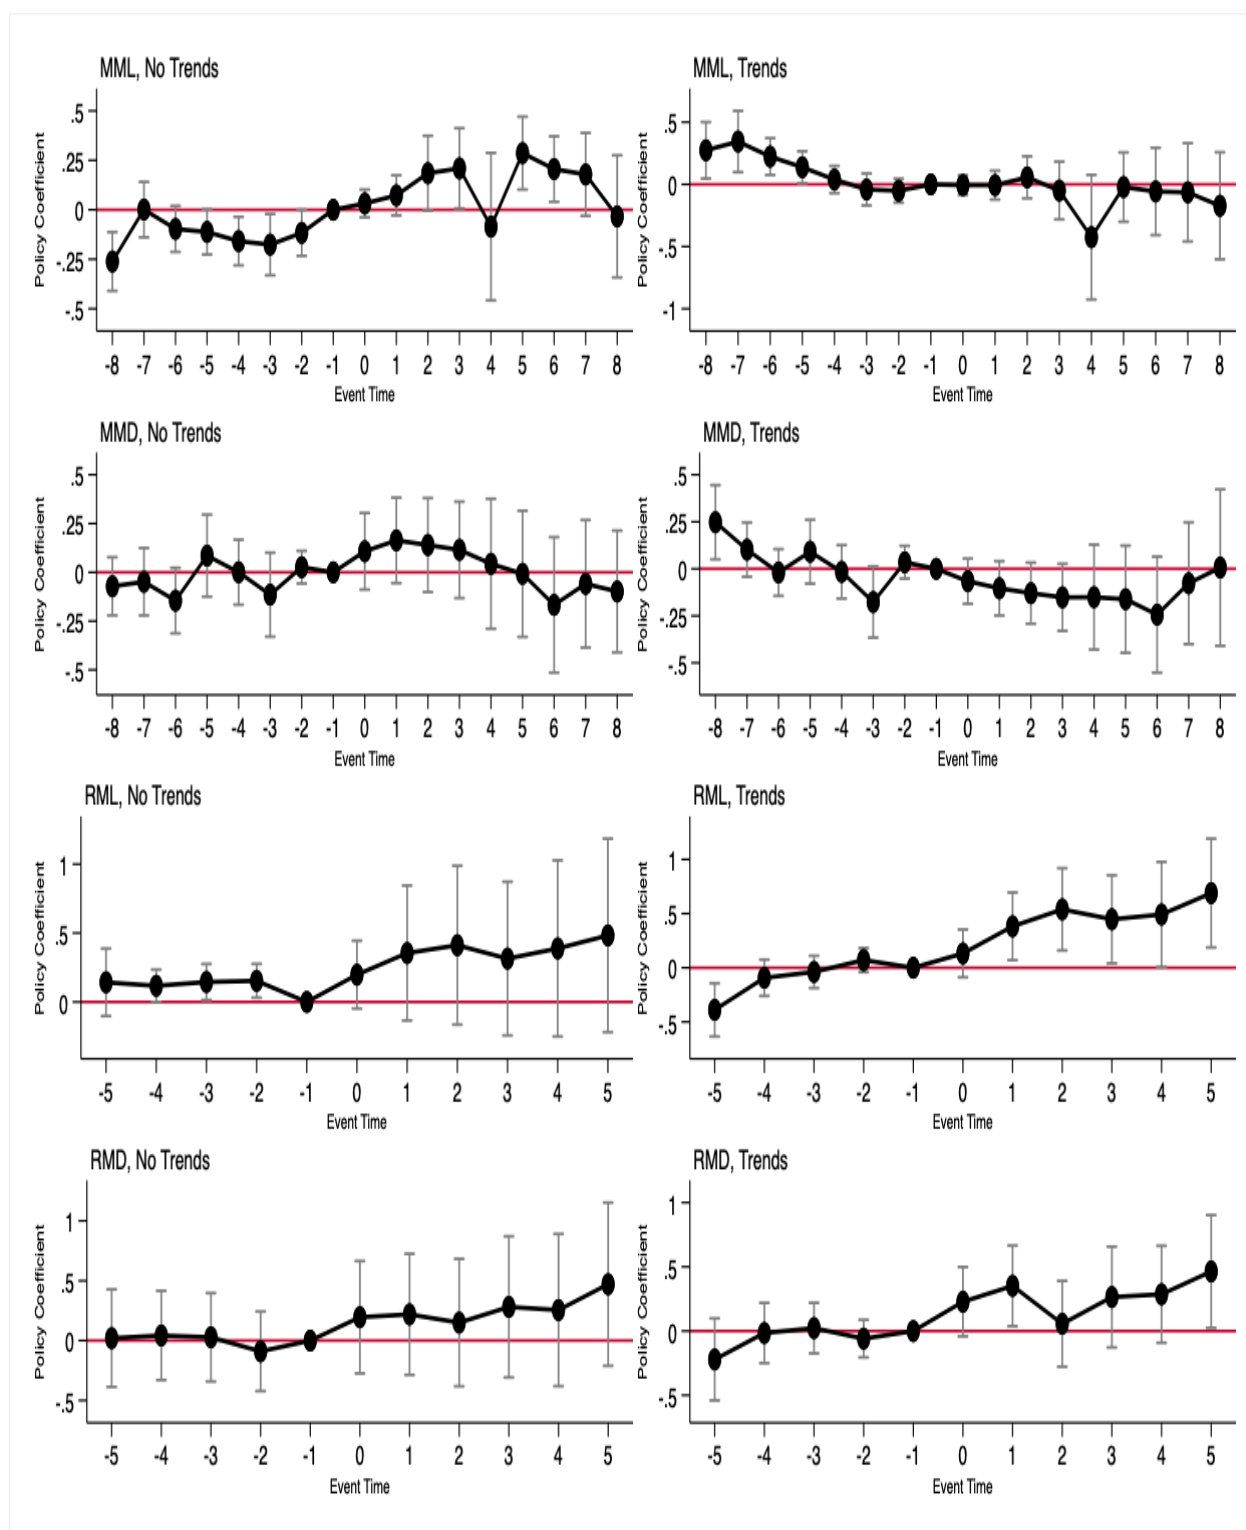 MML, No Trends
Policy Coefficient
.5
.25
0
-.25
-.5
-8 -7 -6 -5 -4 -3 -2 -1 0 1 2 3 4 5 6 7 8
Event Time
MML, Trends
Policy Coefficient
.5
0
-.5
-1
-8 -7 -6 -5 -4 -3 -2 -1 0 1 2 3 4 5 6 7 8
Event Time
MMD, No Trends
Policy Coefficient
.5
.25
0
-.25
-.5
-8 -7 -6 -5 -4 -3 -2 -1 0 1 2 3 4 5 6 7 8
Event Time
MMD, Trends
Policy Coefficient
.5
.25
0
-.25
-.5
-8 -7 -6 -5 -4 -3 -2 -1 0 1 2 3 4 5 6 7 8
Event Time
RML, No Trends
Policy Coefficient
1
.5
0
-5 -4 -3 -2 -1 0 1 2 3 4 5
Event Time
RML, Trends
Policy Coefficient
1
.5
0
-.5
-5 -4 -3 -2 -1 0 1 2 3 4 5
Event Time
RMD, No Trends
Policy Coefficient
1
.5
0
-.5
-5 -4 -3 -2 -1 0 1 2 3 4 5
Event Time
RMD, Trends
Policy Coefficient
1
.5
0
-.5
-5 -4 -3 -2 -1 0 1 2 3 4 5
Event Time